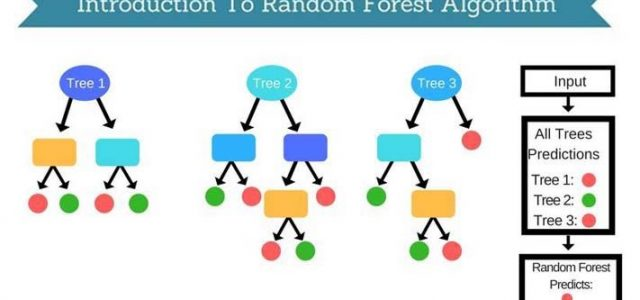 Introduction To Random Forest Algorithm
Tree 1
Tree 2
Tree 3
Input
All Trees
Predictions
Tree 1:
Tree 2:
Tree 3:
Random Forest
Predicts: